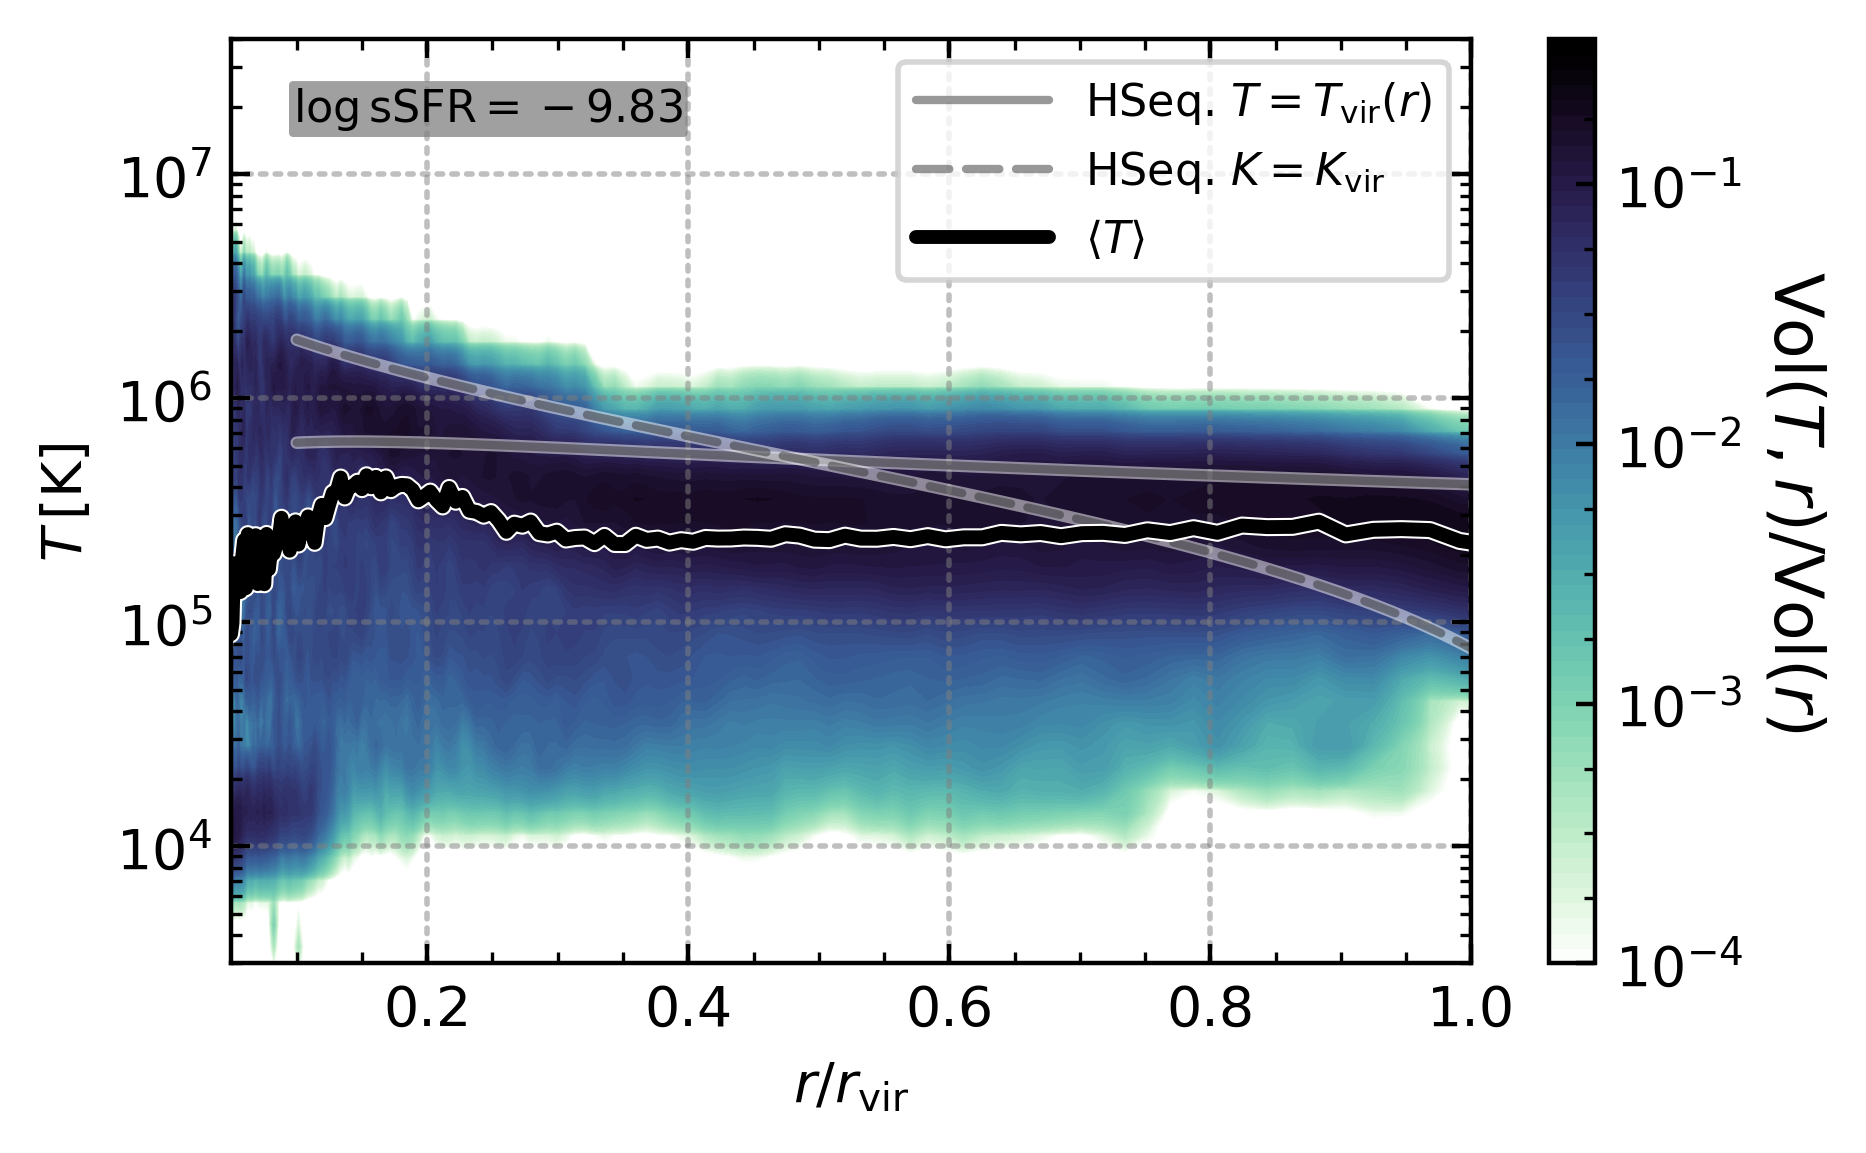 log sSFR = −9.83
HSeq. T = T_vir(r)
HSeq. K = K_vir
⟨T⟩
10^7
10^6
10^5
10^4
T [K]
0.2 0.4 0.6 0.8 1.0
r/r_vir
10^−1
10^−2
10^−3
10^−4
Vol(T, r)/Vol(r)